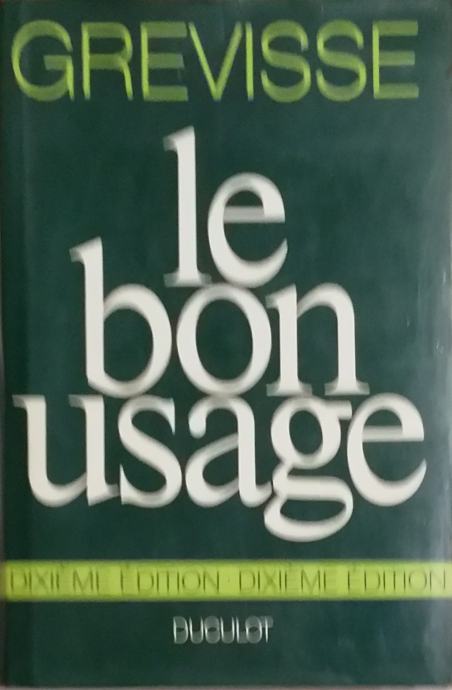 GREVISSE
le
bon
usage
DIXIÈME ÉDITION · DIXIÈME ÉDITION
DUCULOT